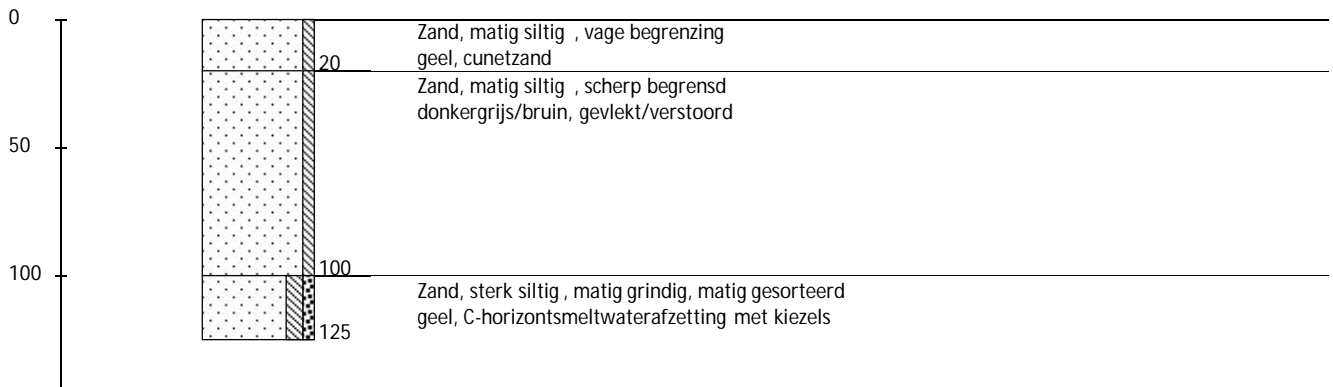 0
Zand, matig siltig , vage begrenzing
geel, cunetzand
20
Zand, matig siltig , scherp begrensd
donkergrijs/bruin, gevlekt/verstoord
50
100
100
Zand, sterk siltig , matig grindig, matig gesorteerd
geel, C-horizontsmeltwaterafzetting met kiezels
125